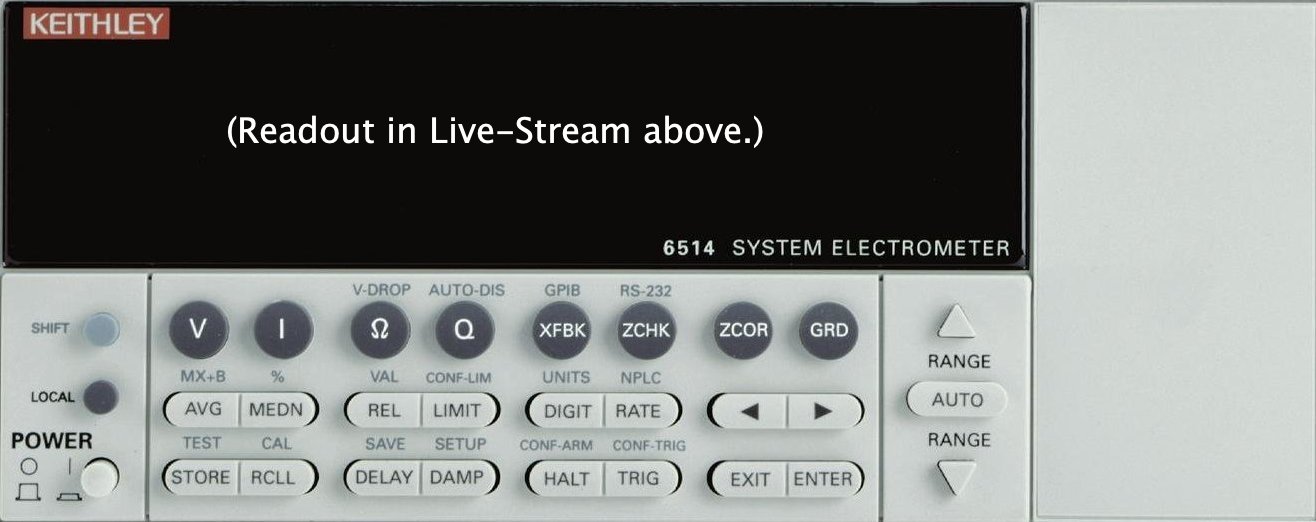 KEITHLEY
(Readout in Live-Stream above.)
6514 SYSTEM ELECTROMETER
V-DROP AUTO-DIS GPIB RS-232
SHIFT V I Ω Q XFBK ZCHK ZCOR GRD
RANGE
MX+B % VAL CONF-LIM UNITS NPLC
LOCAL AVG MEDN REL LIMIT DIGIT RATE ◀ ▶ AUTO
POWER TEST CAL SAVE SETUP CONF-ARM CONF-TRIG RANGE
STORE RCLL DELAY DAMP HALT TRIG EXIT ENTER